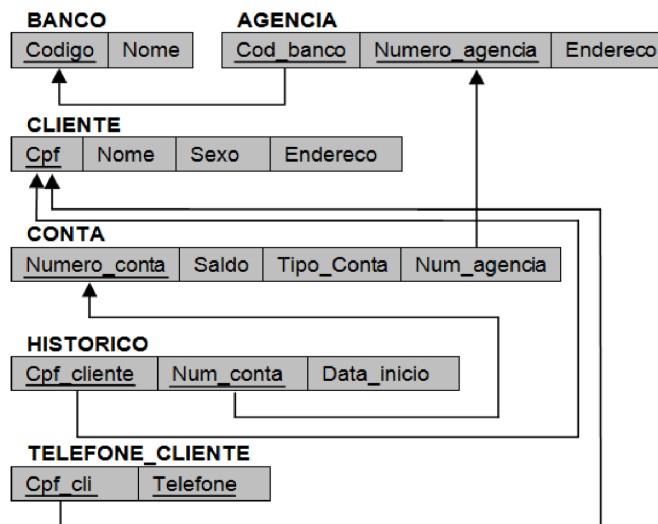 BANCO AGENCIA
Codigo Nome Cod_banco Numero_agencia Endereco
CLIENTE
Cpf Nome Sexo Endereco
CONTA
Numero_conta Saldo Tipo_Conta Num_agencia
HISTORICO
Cpf_cliente Num_conta Data_inicio
TELEFONE_CLIENTE
Cpf_cli Telefone